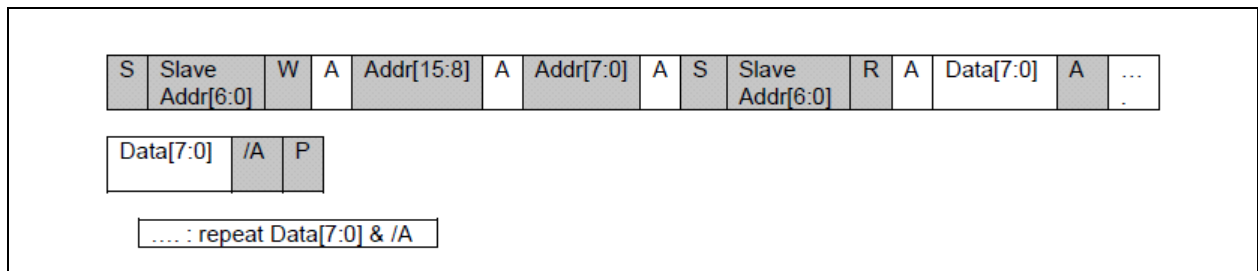 S Slave W A Addr[15:8] A Addr[7:0] A S Slave R A Data[7:0] A ...
Addr[6:0] Addr[6:0] .
Data[7:0] /A P
.... : repeat Data[7:0] & /A